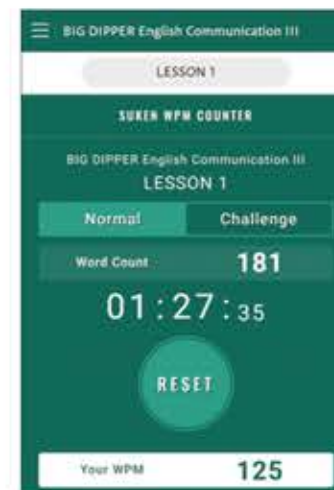 BIG DIPPER English Communication III
LESSON 1
SUKEN WPM COUNTER
BIG DIPPER English Communication III
LESSON 1
Normal Challenge
Word Count 181
01:27:35
RESET
Your WPM 125